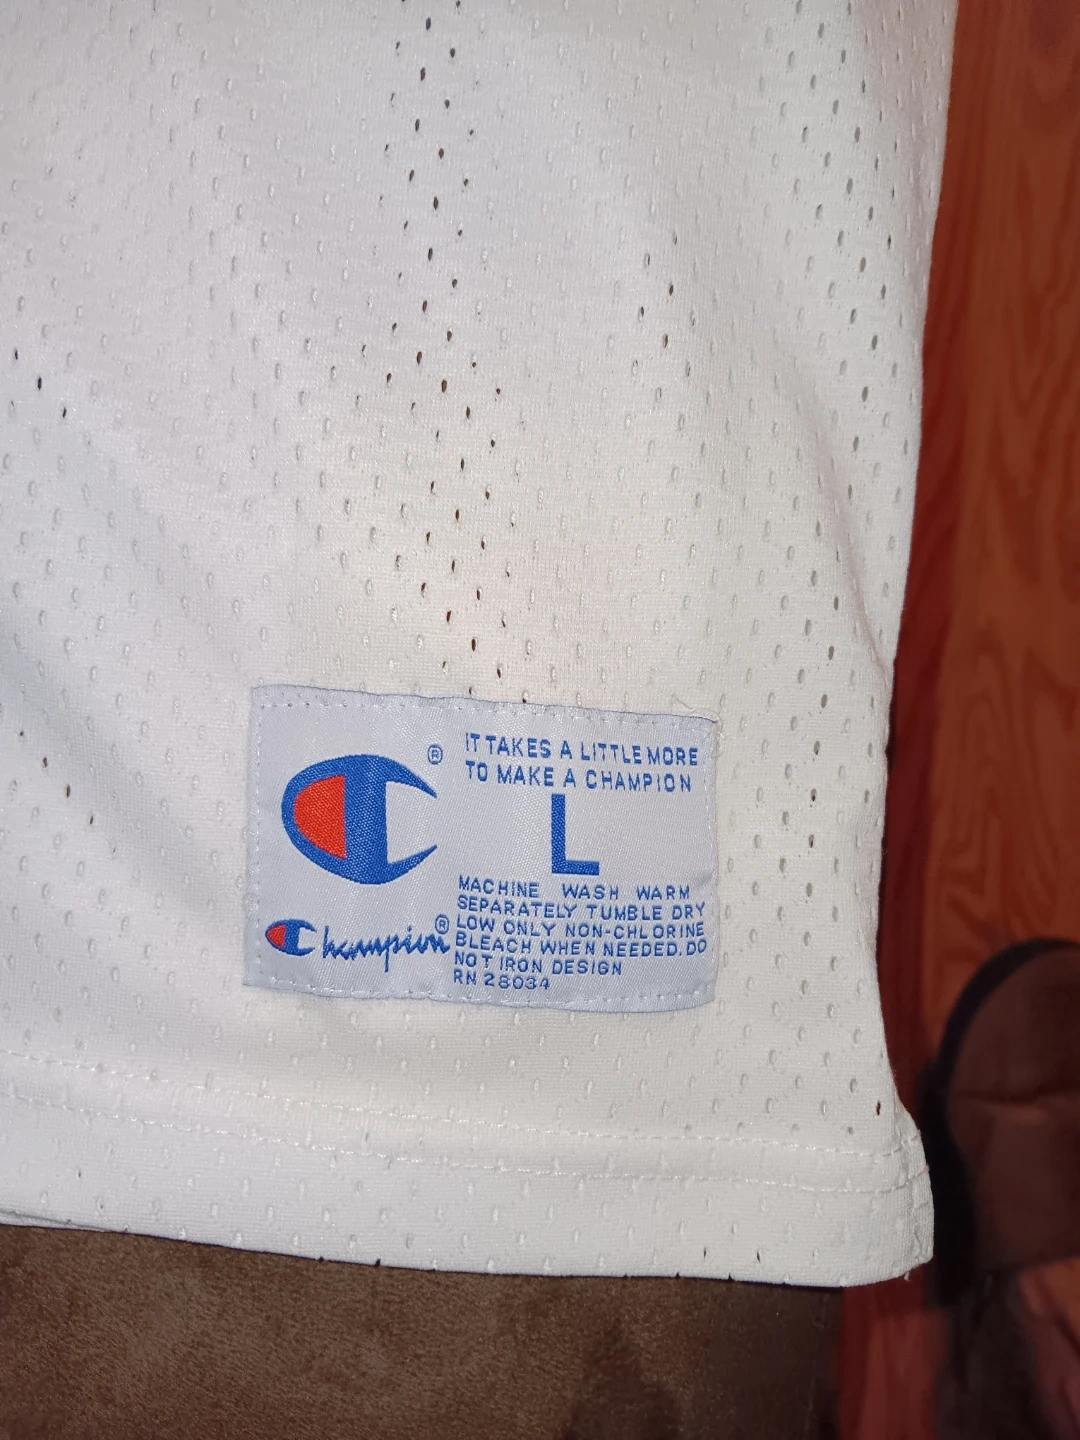 ®
IT TAKES A LITTLE MORE
TO MAKE A CHAMPION
L
MACHINE WASH WARM
SEPARATELY TUMBLE DRY
LOW ONLY NON-CHLORINE
BLEACH WHEN NEEDED. DO
NOT IRON DESIGN
RN 28034
Champion®